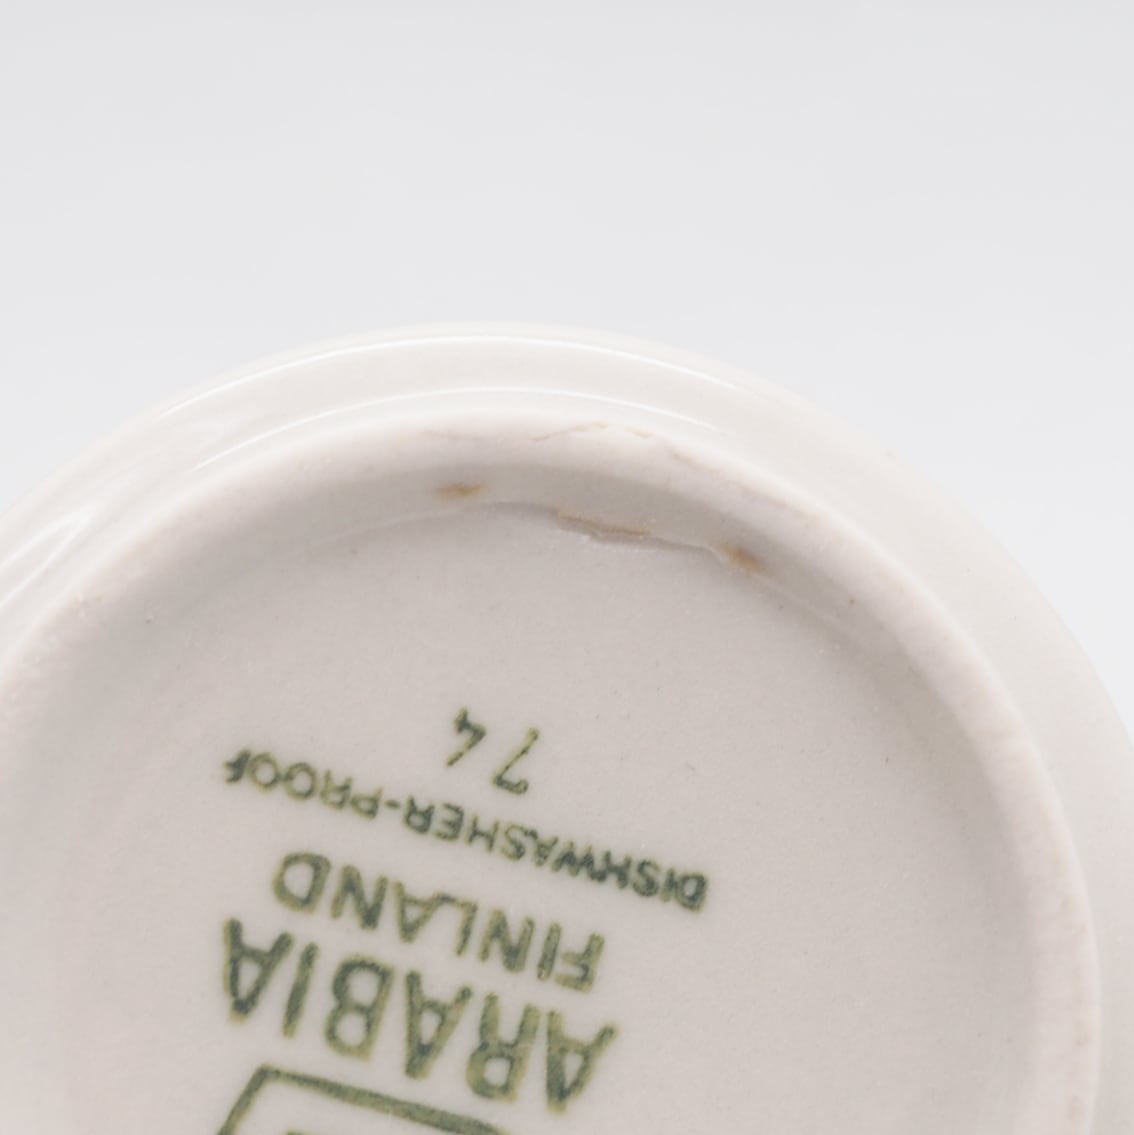 ARABIA
FINLAND
DISHWASHER-PROOF
74